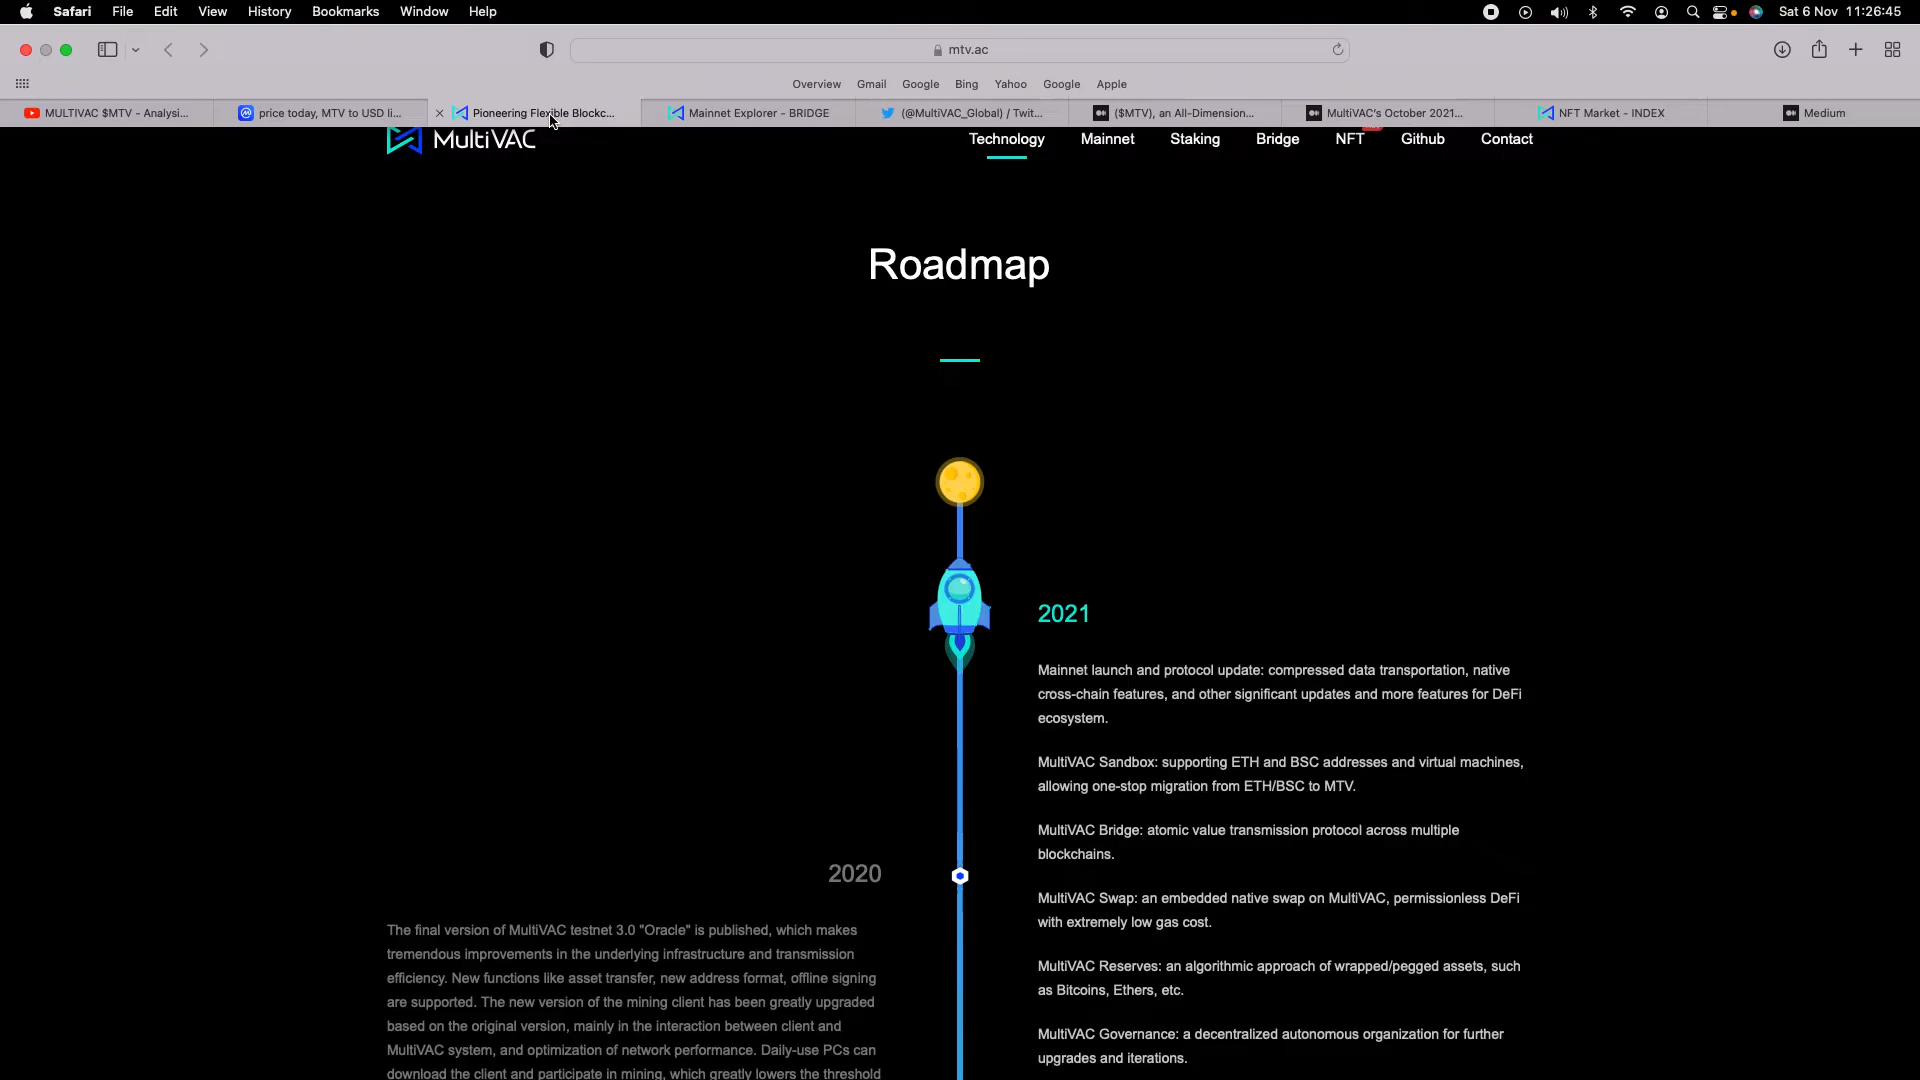 Safari File Edit View History Bookmarks Window Help Sat 6 Nov 11:26:45
mtv.ac
Overview Gmail Google Bing Yahoo Google Apple
MULTIVAC $MTV - Analysi... price today, MTV to USD li... Pioneering Flexible Blockc... Mainnet Explorer - BRIDGE (@MultiVAC_Global) / Twit... ($MTV), an All-Dimension... MultiVAC's October 2021... NFT Market - INDEX Medium
MultiVAC Technology Mainnet Staking Bridge NFT Github Contact
Roadmap
2021
Mainnet launch and protocol update: compressed data transportation, native
cross-chain features, and other significant updates and more features for DeFi
ecosystem.
MultiVAC Sandbox: supporting ETH and BSC addresses and virtual machines,
allowing one-stop migration from ETH/BSC to MTV.
MultiVAC Bridge: atomic value transmission protocol across multiple
blockchains.
MultiVAC Swap: an embedded native swap on MultiVAC, permissionless DeFi
with extremely low gas cost.
MultiVAC Reserves: an algorithmic approach of wrapped/pegged assets, such
as Bitcoins, Ethers, etc.
MultiVAC Governance: a decentralized autonomous organization for further
upgrades and iterations.
2020
The final version of MultiVAC testnet 3.0 "Oracle" is published, which makes
tremendous improvements in the underlying infrastructure and transmission
efficiency. New functions like asset transfer, new address format, offline signing
are supported. The new version of the mining client has been greatly upgraded
based on the original version, mainly in the interaction between client and
MultiVAC system, and optimization of network performance. Daily-use PCs can
download the client and participate in mining, which greatly lowers the threshold